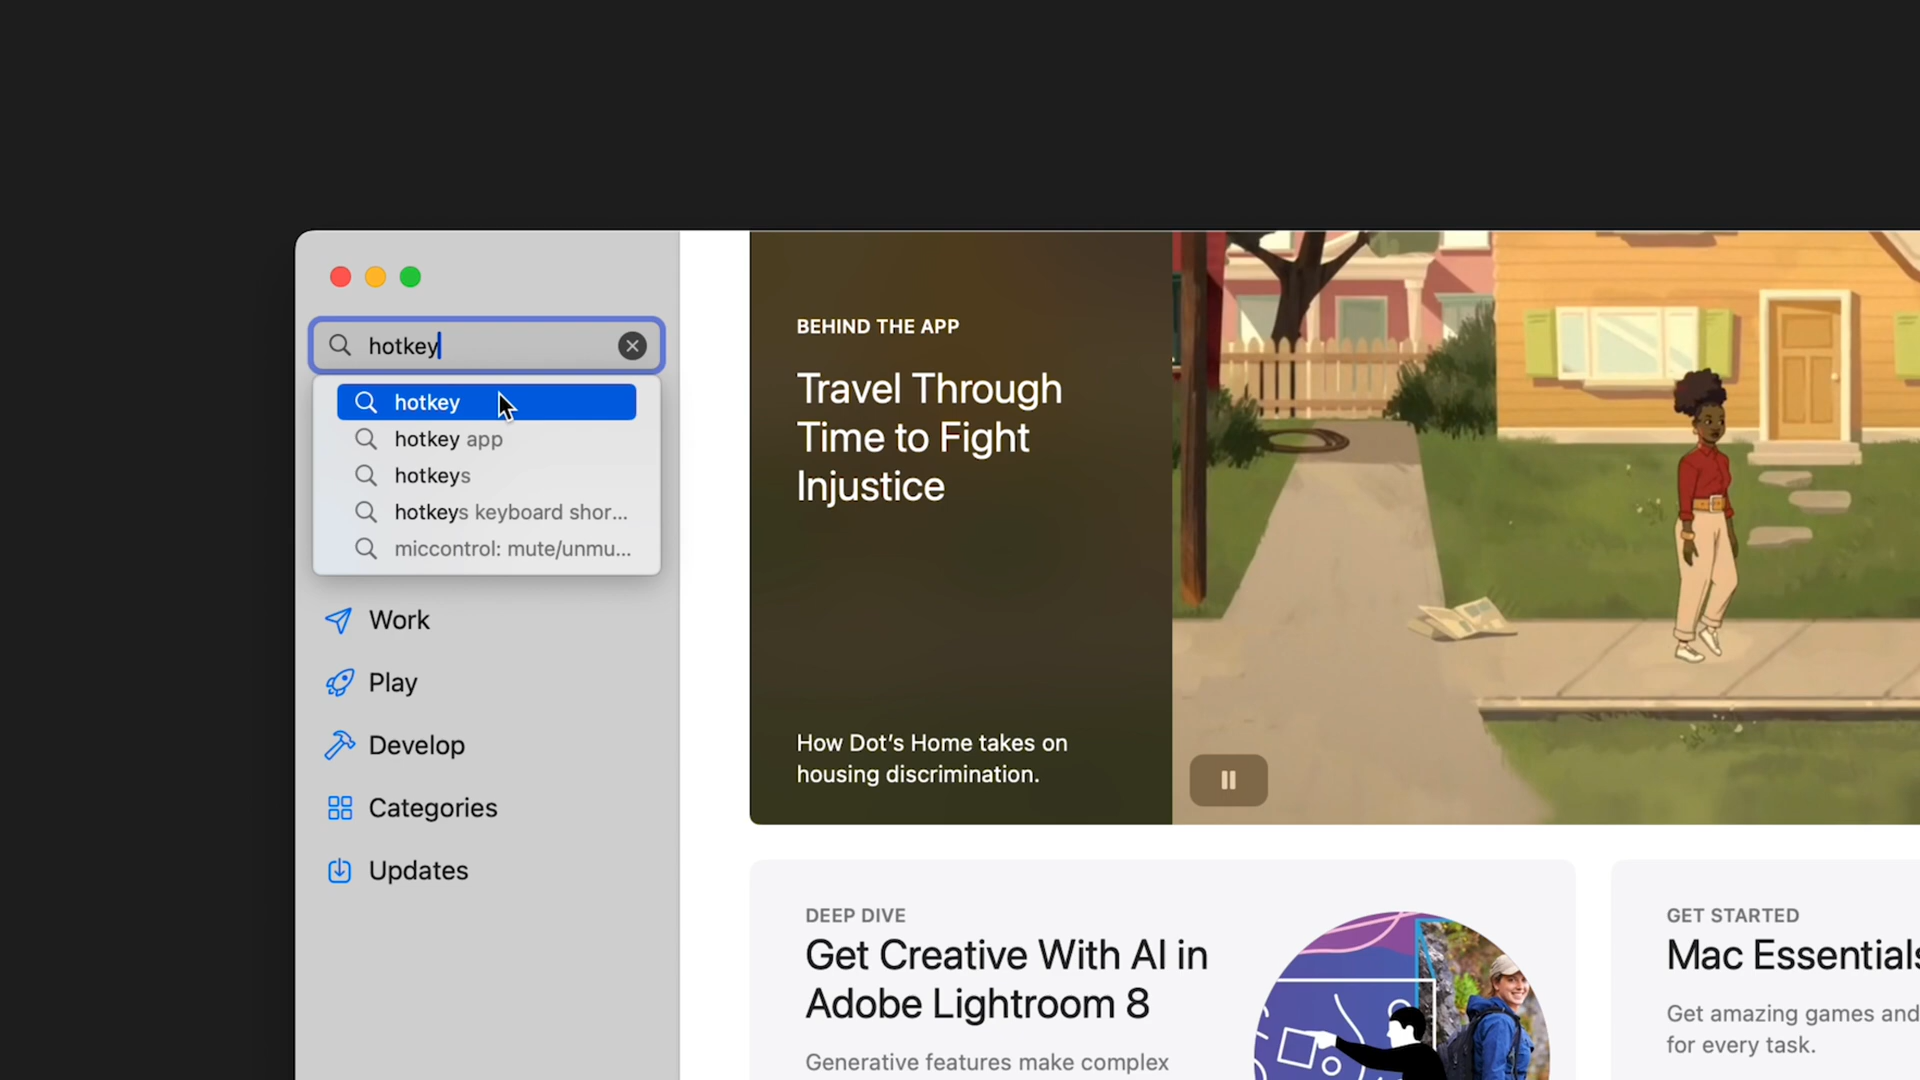 hotkey
hotkey
hotkey app
hotkeys
hotkeys keyboard shor...
miccontrol: mute/unmu...
Work
Play
Develop
Categories
Updates
BEHIND THE APP
Travel Through
Time to Fight
Injustice
How Dot's Home takes on
housing discrimination.
DEEP DIVE
Get Creative With AI in
Adobe Lightroom 8
Generative features make complex
GET STARTED
Mac Essentials
Get amazing games and
for every task.